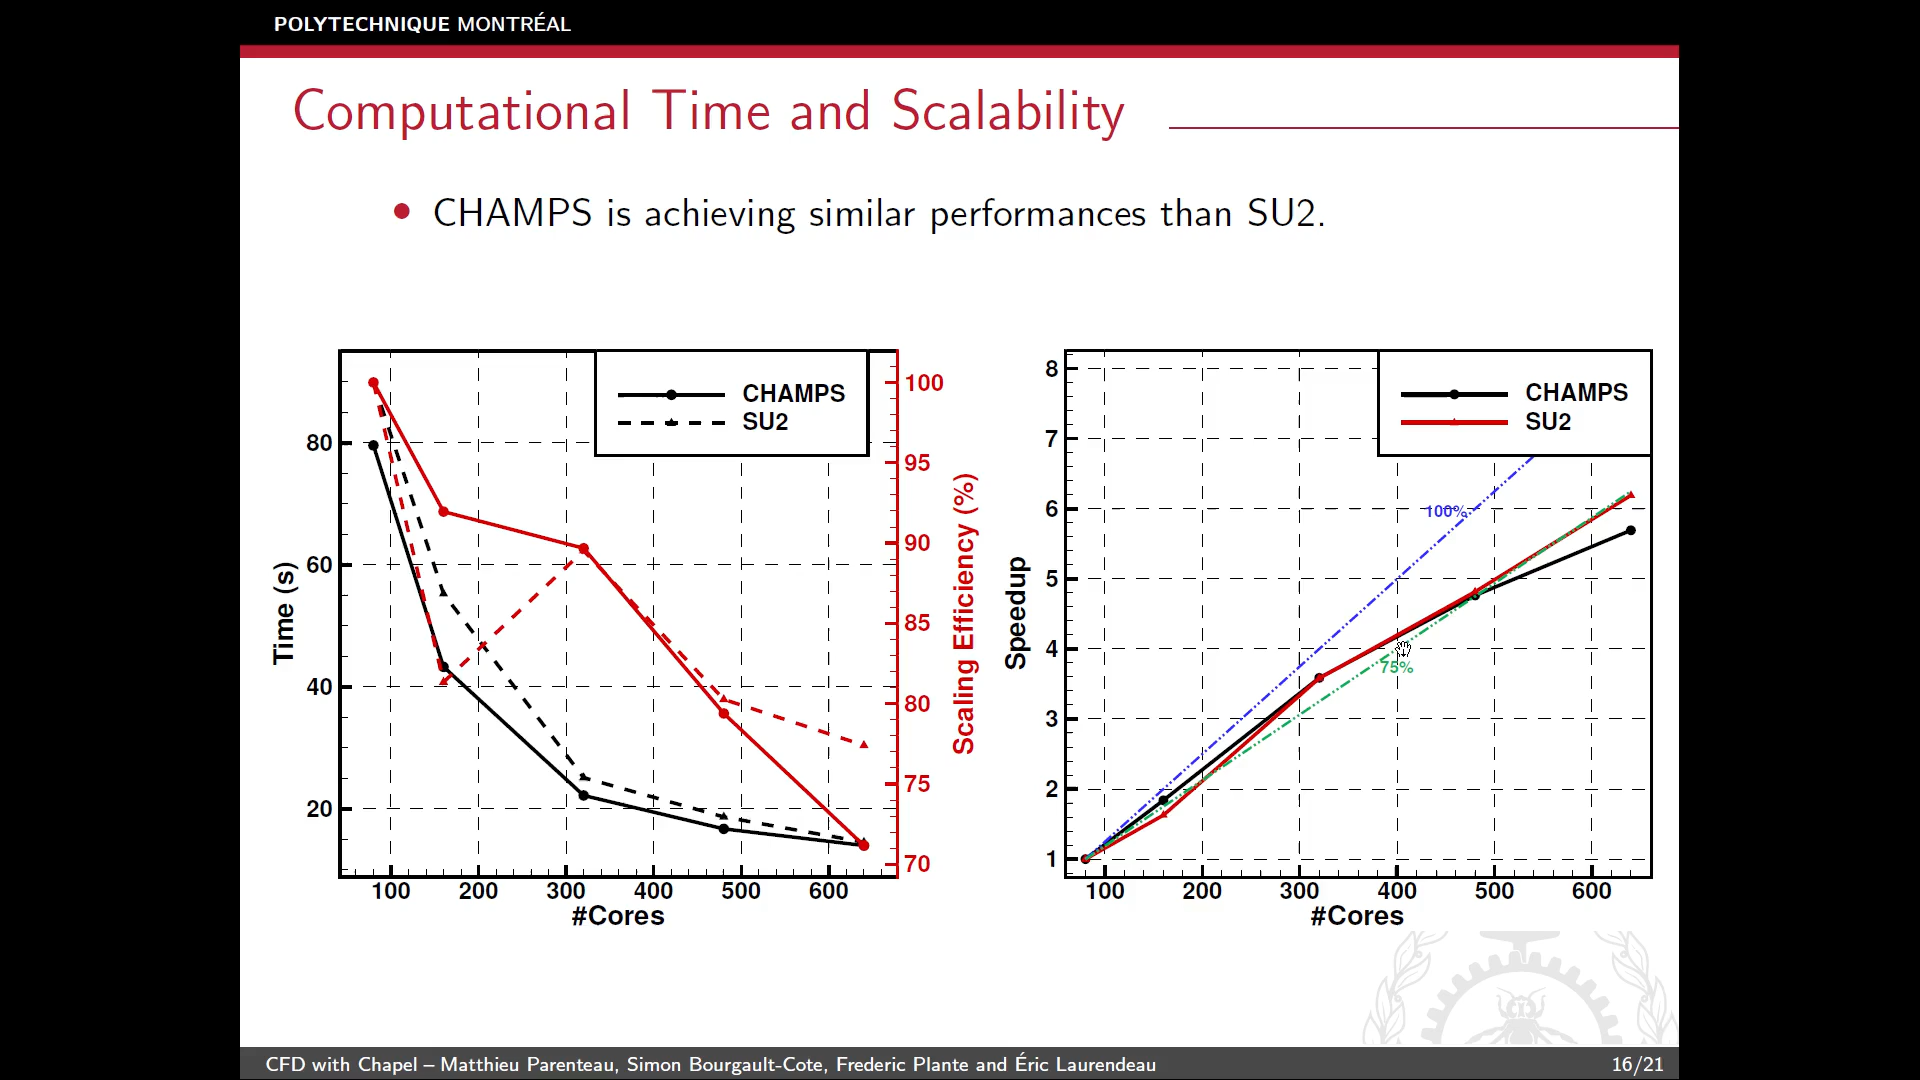 POLYTECHNIQUE MONTRÉAL
Computational Time and Scalability
CHAMPS is achieving similar performances than SU2.
CHAMPS
SU2
80
60
40
20
Time (s)
100
95
90
85
80
75
70
Scaling Efficiency (%)
100 200 300 400 500 600
#Cores
CHAMPS
SU2
8
7
6
5
4
3
2
1
Speedup
100%
75%
100 200 300 400 500 600
#Cores
CFD with Chapel – Matthieu Parenteau, Simon Bourgault-Cote, Frederic Plante and Éric Laurendeau
16/21